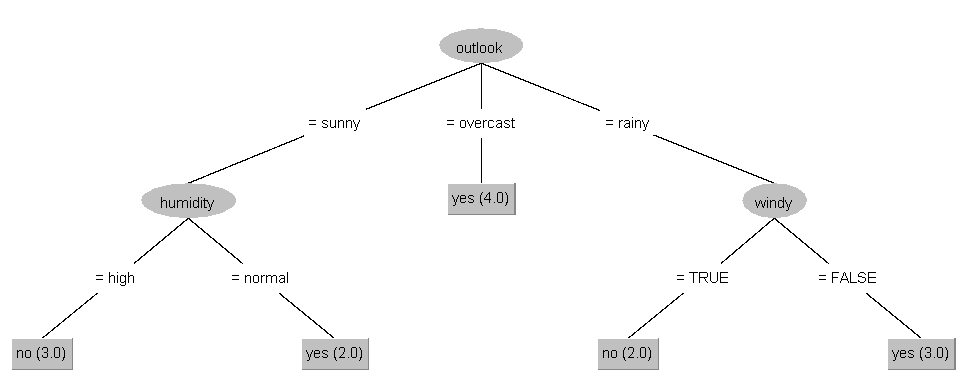 outlook
= sunny
= overcast
= rainy
humidity
yes (4.0)
windy
= high
= normal
= TRUE
= FALSE
no (3.0)
yes (2.0)
no (2.0)
yes (3.0)